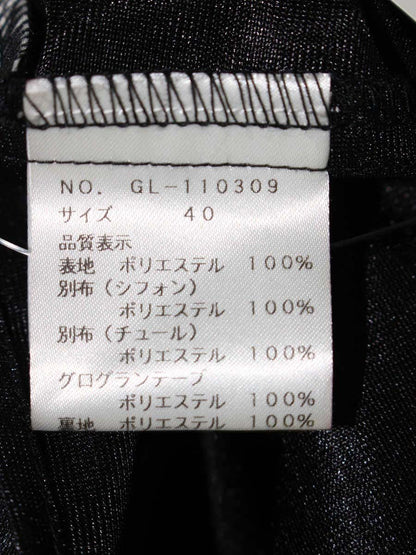 NO. GL-110309
サイズ 40
品質表示
表地 ポリエステル 100%
別布(シフォン)
ポリエステル 100%
別布(チュール)
ポリエステル 100%
グログランテープ
ポリエステル 100%
裏地 ポリエステル 100%